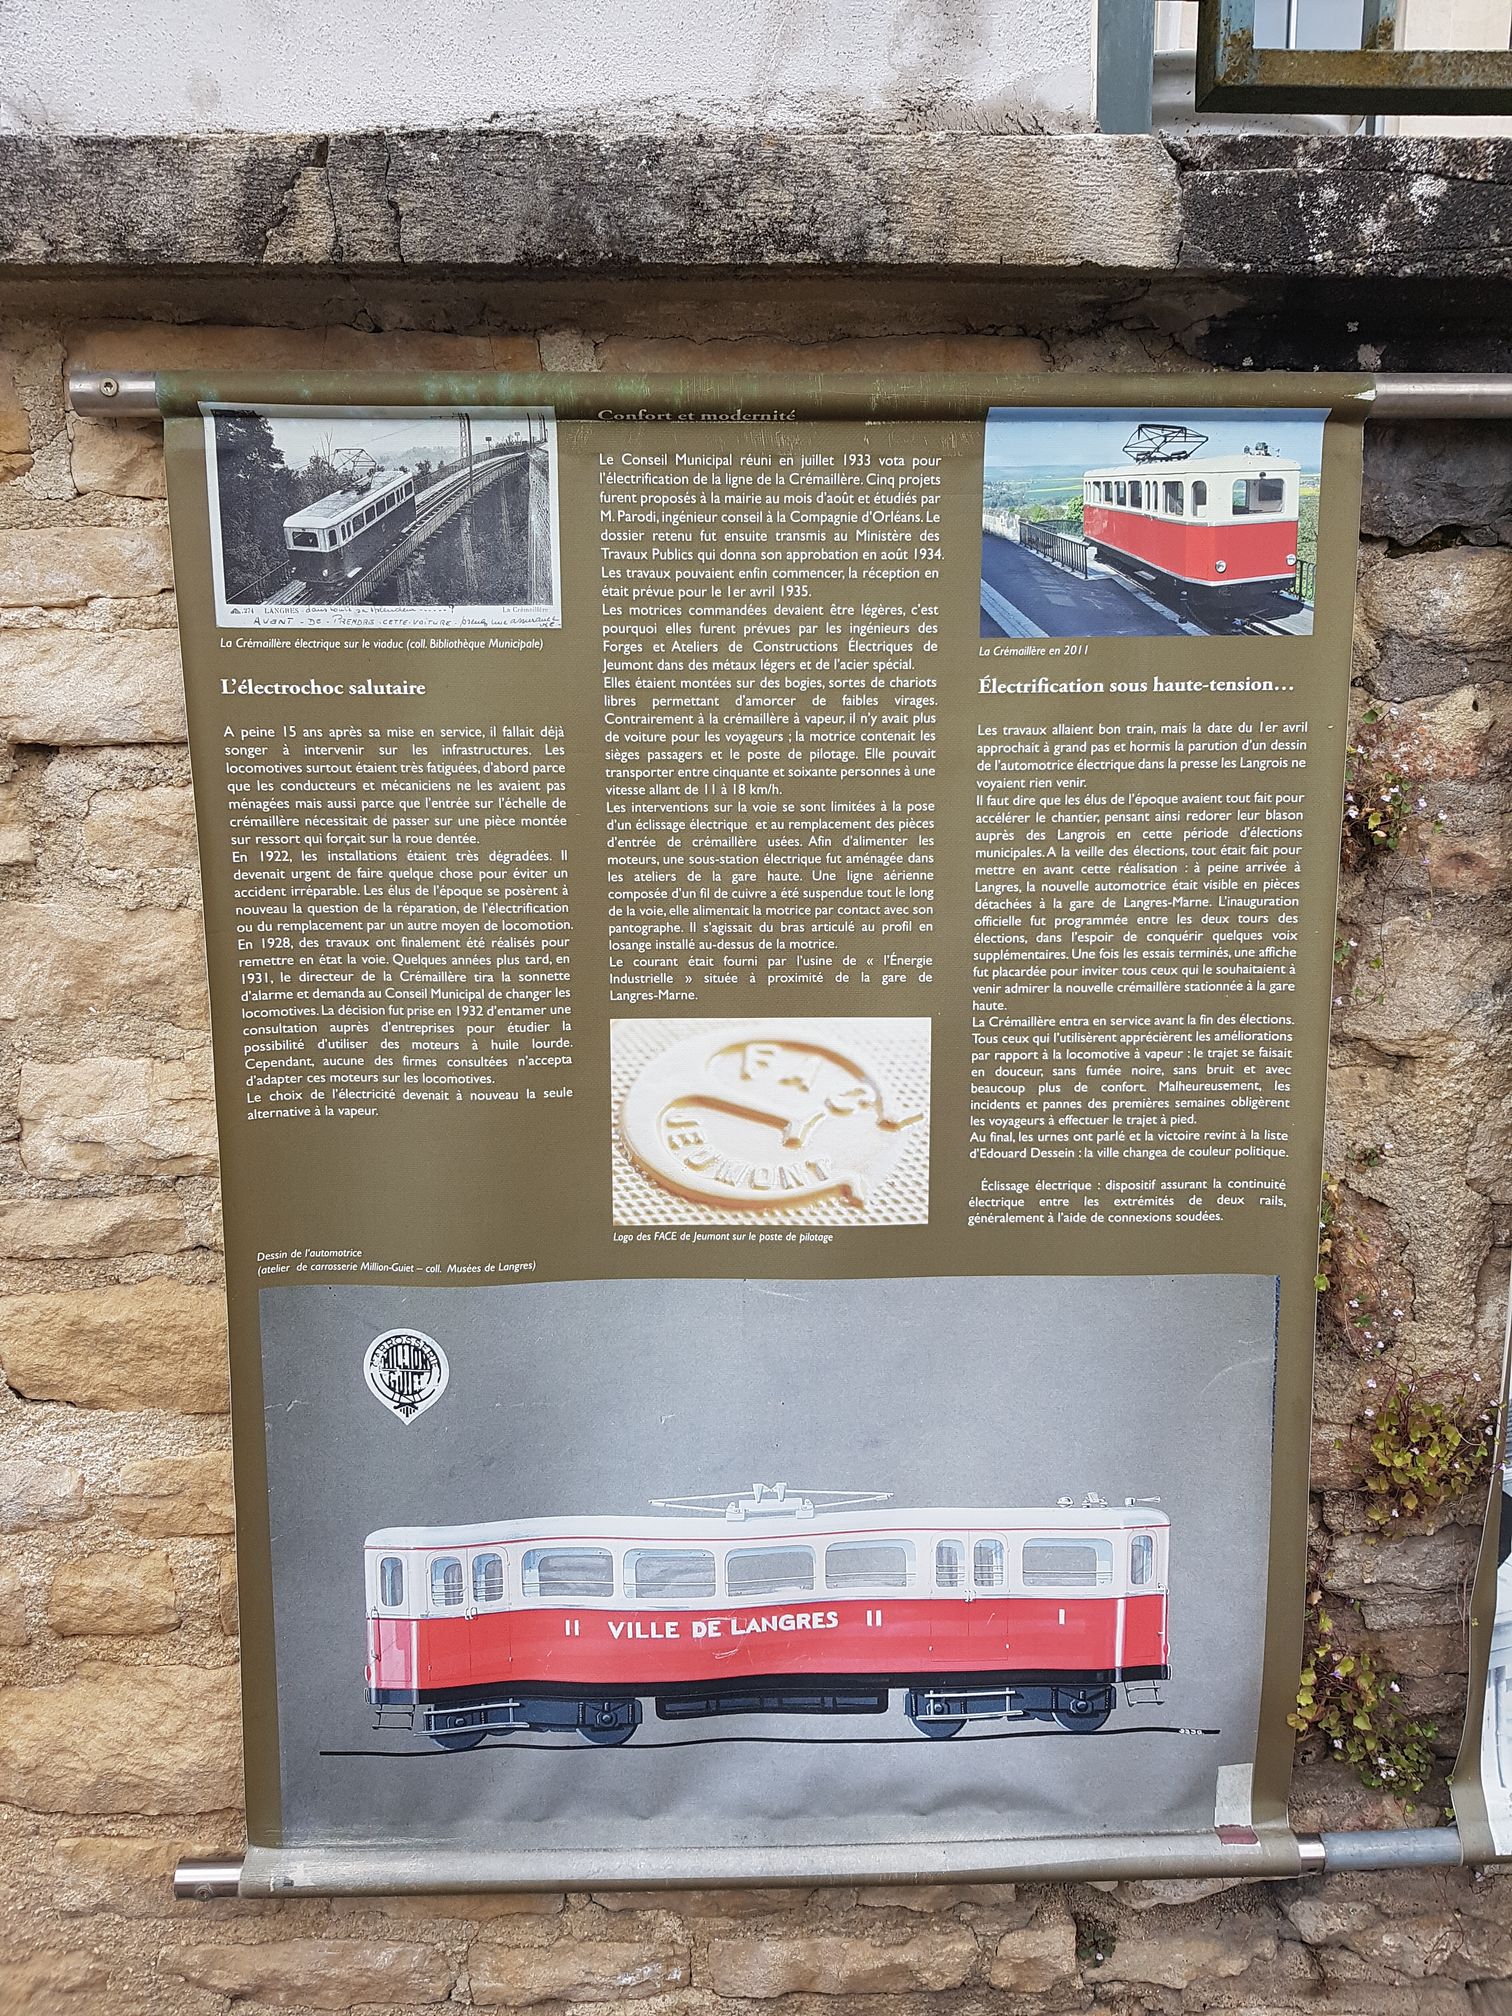 .274 LANGRES - dans toute sa splendeur ......!
La Crémaillère
AVANT - DE - PRENDRE - CETTE - VOITURE - prenez une assurance
La Crémaillère électrique sur le viaduc (coll. Bibliothèque Municipale)
L'électrochoc salutaire
A peine 15 ans après sa mise en service, il fallait déjà
songer à intervenir sur les infrastructures. Les
locomotives surtout étaient très fatiguées, d'abord parce
que les conducteurs et mécaniciens ne les avaient pas
ménagées mais aussi parce que l'entrée sur l'échelle de
crémaillère nécessitait de passer sur une pièce montée
sur ressort qui forçait sur la roue dentée.
En 1922, les installations étaient très dégradées. Il
devenait urgent de faire quelque chose pour éviter un
accident irréparable. Les élus de l'époque se posèrent à
nouveau la question de la réparation, de l'électrification
ou du remplacement par un autre moyen de locomotion.
En 1928, des travaux ont finalement été réalisés pour
remettre en état la voie. Quelques années plus tard, en
1931, le directeur de la Crémaillère tira la sonnette
d'alarme et demanda au Conseil Municipal de changer les
locomotives. La décision fut prise en 1932 d'entamer une
consultation auprès d'entreprises pour étudier la
possibilité d'utiliser des moteurs à huile lourde.
Cependant, aucune des firmes consultées n'accepta
d'adapter ces moteurs sur les locomotives.
Le choix de l'électricité devenait à nouveau la seule
alternative à la vapeur.
Confort et modernité
Le Conseil Municipal réuni en juillet 1933 vota pour
l'électrification de la ligne de la Crémaillère. Cinq projets
furent proposés à la mairie au mois d'août et étudiés par
M. Parodi, ingénieur conseil à la Compagnie d'Orléans. Le
dossier retenu fut ensuite transmis au Ministère des
Travaux Publics qui donna son approbation en août 1934.
Les travaux pouvaient enfin commencer, la réception en
était prévue pour le 1er avril 1935.
Les motrices commandées devaient être légères, c'est
pourquoi elles furent prévues par les ingénieurs des
Forges et Ateliers de Constructions Électriques de
Jeumont dans des métaux légers et de l'acier spécial.
Elles étaient montées sur des bogies, sortes de chariots
libres permettant d'amorcer de faibles virages.
Contrairement à la crémaillère à vapeur, il n'y avait plus
de voiture pour les voyageurs ; la motrice contenait les
sièges passagers et le poste de pilotage. Elle pouvait
transporter entre cinquante et soixante personnes à une
vitesse allant de 11 à 18 km/h.
Les interventions sur la voie se sont limitées à la pose
d'un éclissage électrique et au remplacement des pièces
d'entrée de crémaillère usées. Afin d'alimenter les
moteurs, une sous-station électrique fut aménagée dans
les ateliers de la gare haute. Une ligne aérienne
composée d'un fil de cuivre a été suspendue tout le long
de la voie, elle alimentait la motrice par contact avec son
pantographe. Il s'agissait du bras articulé au profil en
losange installé au-dessus de la motrice.
Le courant était fourni par l'usine de « l'Énergie
Industrielle » située à proximité de la gare de
Langres-Marne.
JEUMONT
Logo des FACE de Jeumont sur le poste de pilotage
La Crémaillère en 2011
Électrification sous haute-tension...
Les travaux allaient bon train, mais la date du 1er avril
approchait à grand pas et hormis la parution d'un dessin
de l'automotrice électrique dans la presse les Langrois ne
voyaient rien venir.
Il faut dire que les élus de l'époque avaient tout fait pour
accélérer le chantier, pensant ainsi redorer leur blason
auprès des Langrois en cette période d'élections
municipales. A la veille des élections, tout était fait pour
mettre en avant cette réalisation : à peine arrivée à
Langres, la nouvelle automotrice était visible en pièces
détachées à la gare de Langres-Marne. L'inauguration
officielle fut programmée entre les deux tours des
élections, dans l'espoir de conquérir quelques voix
supplémentaires. Une fois les essais terminés, une affiche
fut placardée pour inviter tous ceux qui le souhaitaient à
venir admirer la nouvelle crémaillère stationnée à la gare
haute.
La Crémaillère entra en service avant la fin des élections.
Tous ceux qui l'utilisèrent apprécièrent les améliorations
par rapport à la locomotive à vapeur : le trajet se faisait
en douceur, sans fumée noire, sans bruit et avec
beaucoup plus de confort. Malheureusement, les
incidents et pannes des premières semaines obligèrent
les voyageurs à effectuer le trajet à pied.
Au final, les urnes ont parlé et la victoire revint à la liste
d'Edouard Dessein : la ville changea de couleur politique.
Éclissage électrique : dispositif assurant la continuité
électrique entre les extrémités de deux rails,
généralement à l'aide de connexions soudées.
Dessin de l'automotrice
(atelier de carrosserie Million-Guiet – coll. Musées de Langres)
CARROSSERIE
MILLION
GUIET
II VILLE DE LANGRES II I